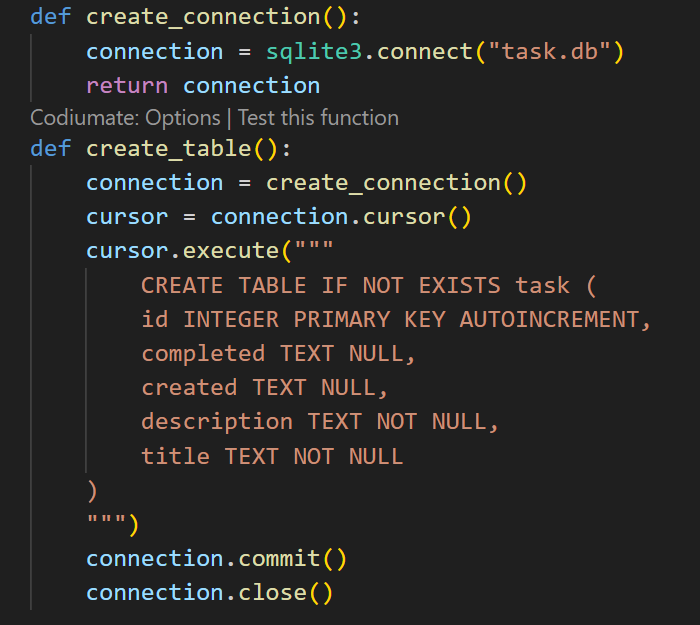 def create_connection():
    connection = sqlite3.connect("task.db")
    return connection
Codiumate: Options | Test this function
def create_table():
    connection = create_connection()
    cursor = connection.cursor()
    cursor.execute("""
        CREATE TABLE IF NOT EXISTS task (
        id INTEGER PRIMARY KEY AUTOINCREMENT,
        completed TEXT NULL,
        created TEXT NULL,
        description TEXT NOT NULL,
        title TEXT NOT NULL
    )
    """)
    connection.commit()
    connection.close()